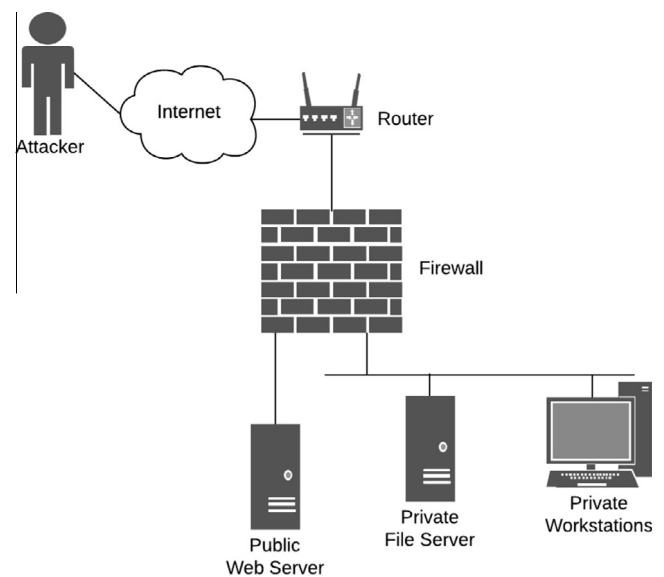 Attacker
Internet
Router
Firewall
Public
Web Server
Private
File Server
Private
Workstations